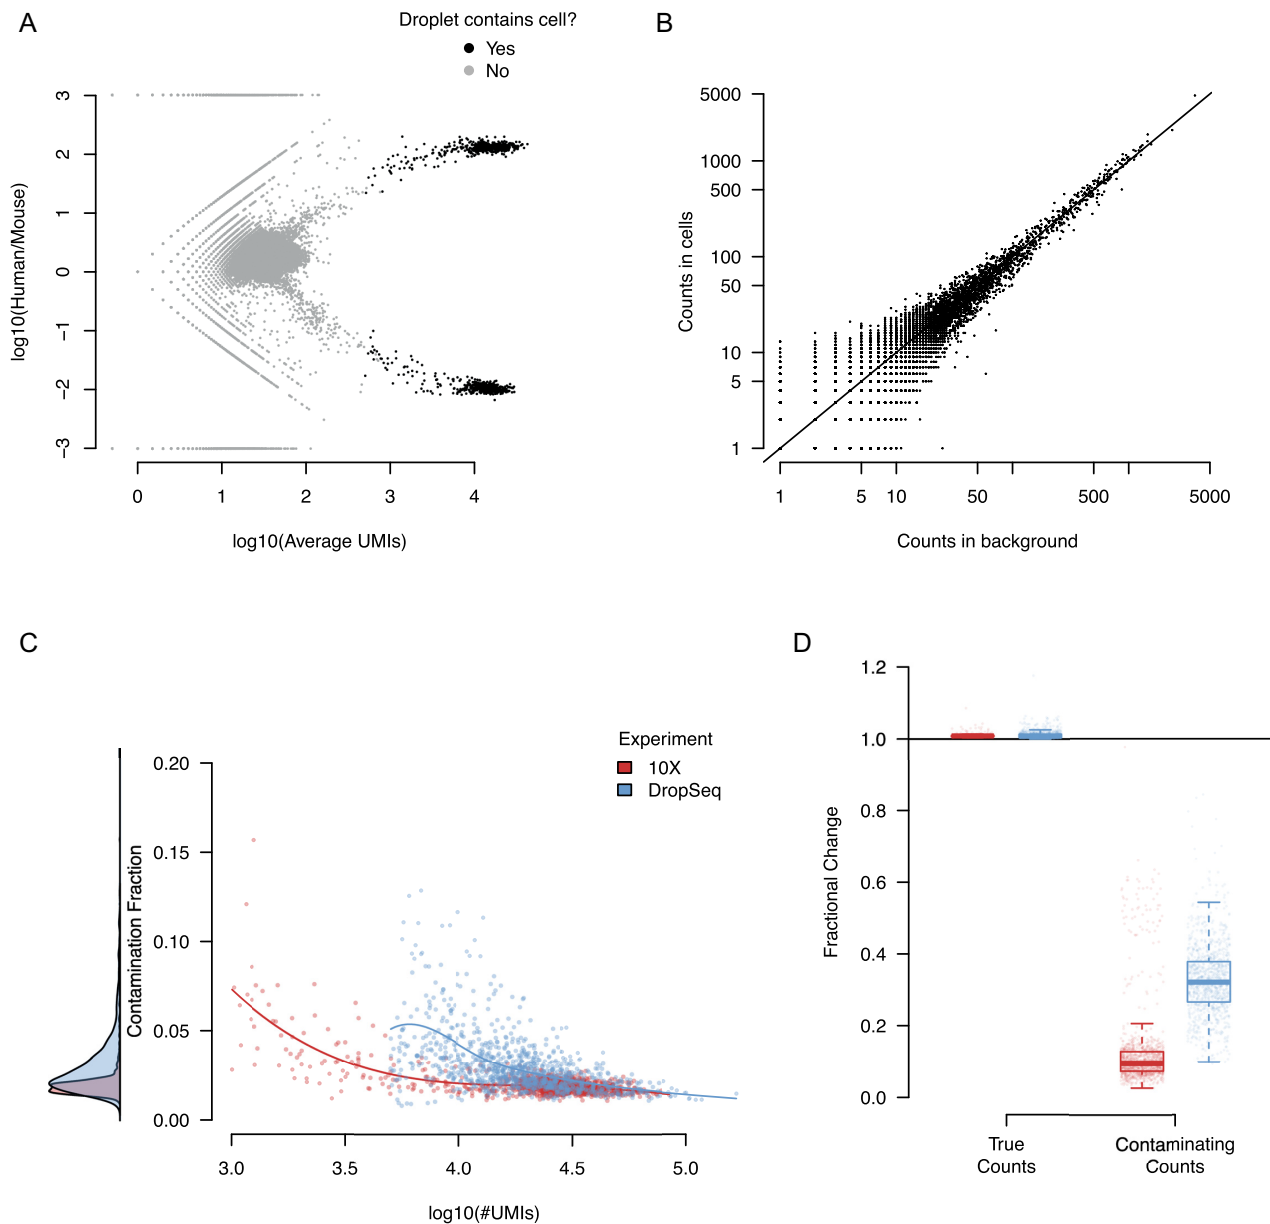 A
Droplet contains cell?
Yes
No
log10(Human/Mouse)
3
2
1
0
−1
−2
−3
0 1 2 3 4
log10(Average UMIs)
B
Counts in cells
5000
1000
500
100
50
10
5
1
1 5 10 50 500 5000
Counts in background
C
Experiment
10X
DropSeq
Contamination Fraction
0.20
0.15
0.10
0.05
0.00
3.0 3.5 4.0 4.5 5.0
log10(#UMIs)
D
Fractional Change
1.2
1.0
0.8
0.6
0.4
0.2
0.0
True
Counts
Contaminating
Counts